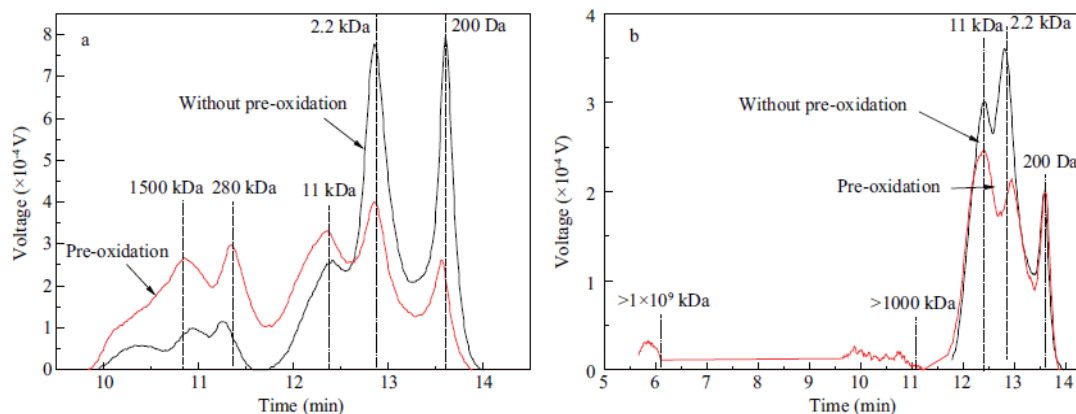 a
2.2 kDa
200 Da
Without pre-oxidation
1500 kDa
280 kDa
11 kDa
Pre-oxidation
Voltage (×10⁻⁴ V)
8
7
6
5
4
3
2
1
0
10
11
12
13
14
Time (min)
b
11 kDa
2.2 kDa
Without pre-oxidation
Pre-oxidation
200 Da
>1×10⁹ kDa
>1000 kDa
Voltage (×10⁻⁴ V)
4
3
2
1
0
5
6
7
8
9
10
11
12
13
14
Time (min)